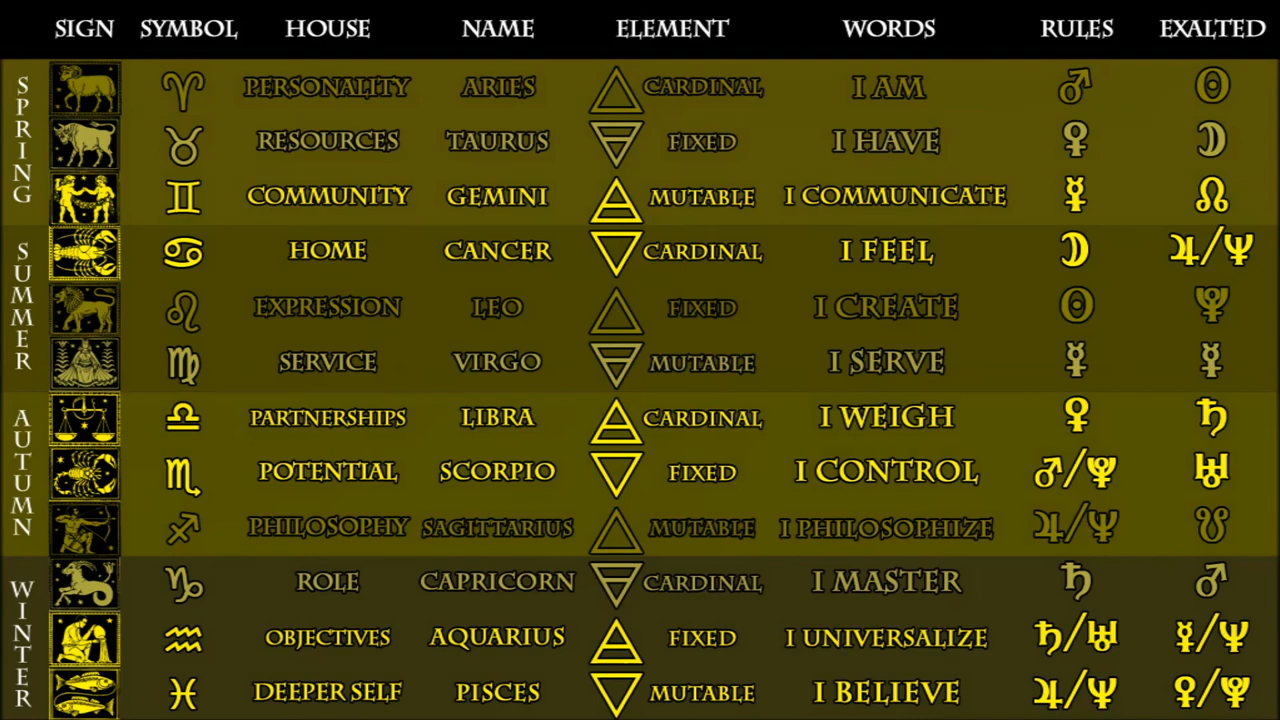 SIGN SYMBOL HOUSE NAME ELEMENT WORDS RULES EXALTED
SPRING
♈ PERSONALITY ARIES CARDINAL I AM ♂ ☉
♉ RESOURCES TAURUS FIXED I HAVE ♀ ☽
♊ COMMUNITY GEMINI MUTABLE I COMMUNICATE ☿ ☊
SUMMER
♋ HOME CANCER CARDINAL I FEEL ☽ ♃/♆
♌ EXPRESSION LEO FIXED I CREATE ☉ ♇
♍ SERVICE VIRGO MUTABLE I SERVE ☿ ☿
AUTUMN
♎ PARTNERSHIPS LIBRA CARDINAL I WEIGH ♀ ♄
♏ POTENTIAL SCORPIO FIXED I CONTROL ♂/♇ ♅
♐ PHILOSOPHY SAGITTARIUS MUTABLE I PHILOSOPHIZE ♃/♆ ☋
WINTER
♑ ROLE CAPRICORN CARDINAL I MASTER ♄ ♂
♒ OBJECTIVES AQUARIUS FIXED I UNIVERSALIZE ♄/♅ ☿/♆
♓ DEEPER SELF PISCES MUTABLE I BELIEVE ♃/♆ ♀/♇